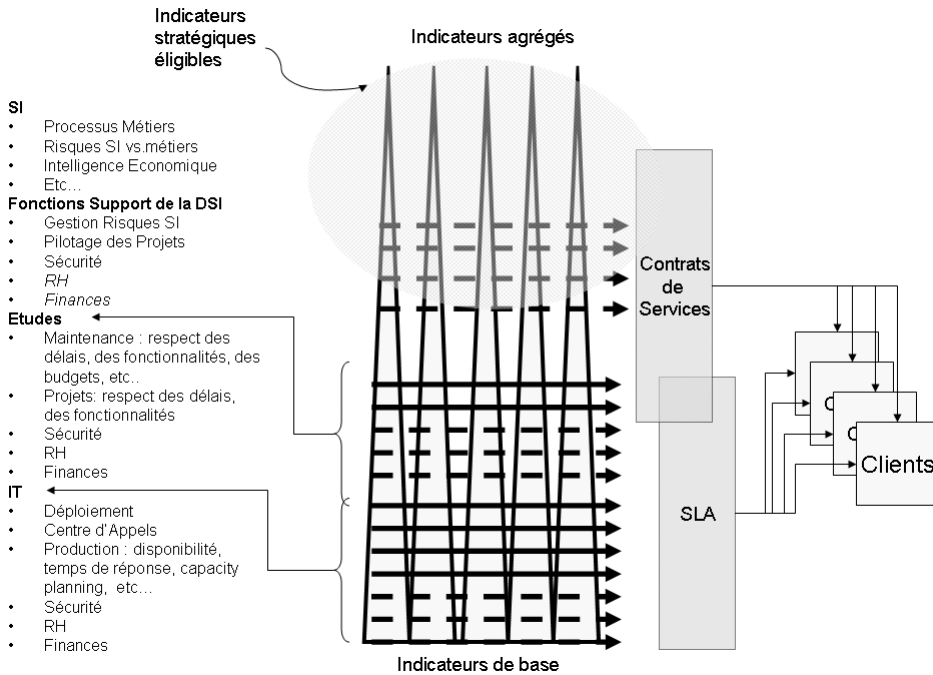 Indicateurs
stratégiques
éligibles
Indicateurs agrégés
SI
• Processus Métiers
• Risques SI vs.métiers
• Intelligence Economique
• Etc...
Fonctions Support de la DSI
• Gestion Risques SI
• Pilotage des Projets
• Sécurité
• RH
• Finances
Etudes
• Maintenance : respect des
délais, des fonctionnalités, des
budgets, etc..
• Projets: respect des délais,
des fonctionnalités
• Sécurité
• RH
• Finances
IT
• Déploiement
• Centre d'Appels
• Production : disponibilité,
temps de réponse, capacity
planning, etc...
• Sécurité
• RH
• Finances
Contrats
de
Services
SLA
C
C
Clients
Indicateurs de base